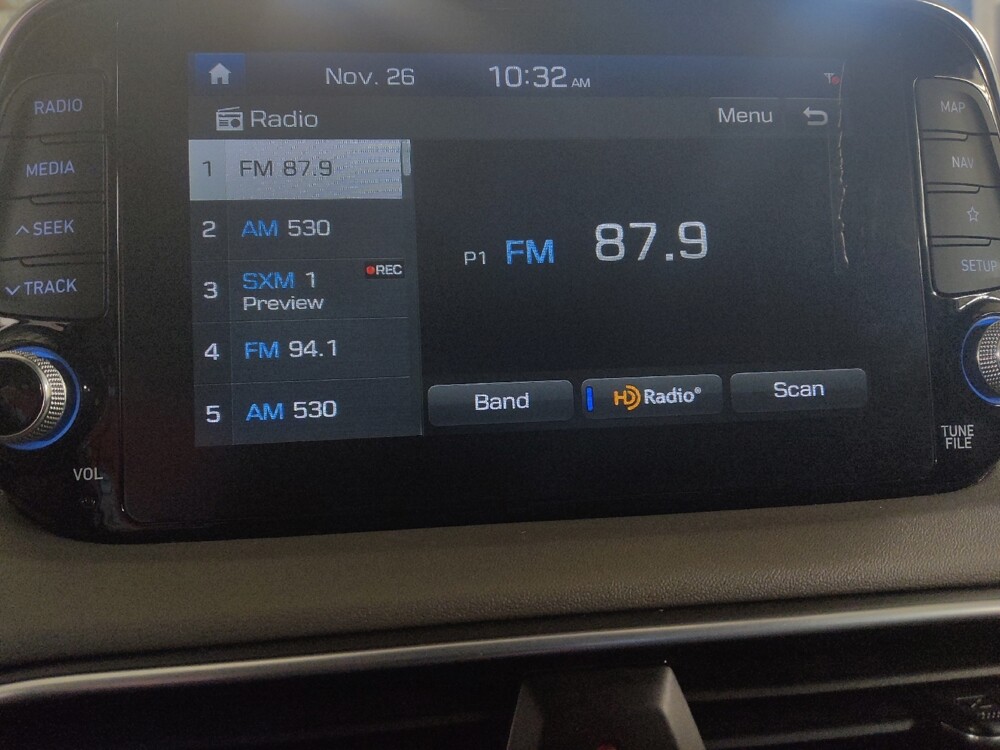 Nov. 26 10:32 AM
Radio Menu
1 FM 87.9
2 AM 530
3 SXM 1 REC
Preview
4 FM 94.1
5 AM 530
P1 FM 87.9
Band HD Radio® Scan
RADIO
MEDIA
SEEK
TRACK
VOL
MAP
NAV
SETUP
TUNE
FILE